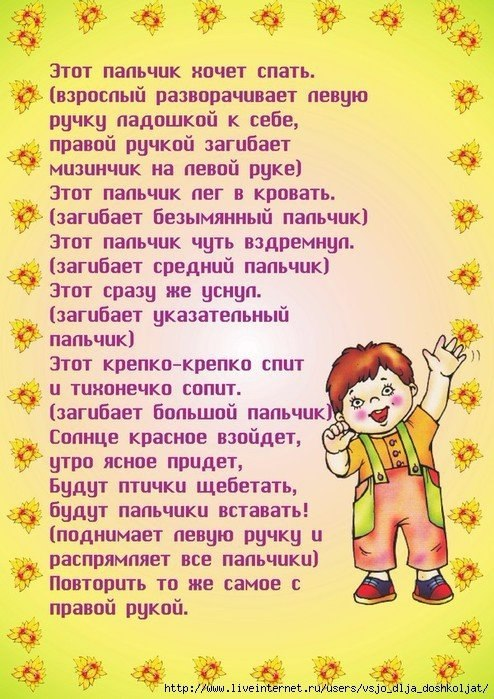 Этот пальчик хочет спать.
(взрослый разворачивает левую
ручку ладошкой к себе,
правой ручкой загибает
мизинчик на левой руке)
Этот пальчик лег в кровать.
(загибает безымянный пальчик)
Этот пальчик чуть вздремнул.
(загибает средний пальчик)
Этот сразу же уснул.
(загибает указательный
пальчик)
Этот крепко-крепко спит
и тихонечко сопит.
(загибает большой пальчик)
Солнце красное взойдет,
утро ясное придет,
Будут птички щебетать,
будут пальчики вставать!
(поднимает левую ручку и
распрямляет все пальчики)
Повторить то же самое с
правой рукой.
http://www.liveinternet.ru/users/vsjo_dlja_doshkoljat/